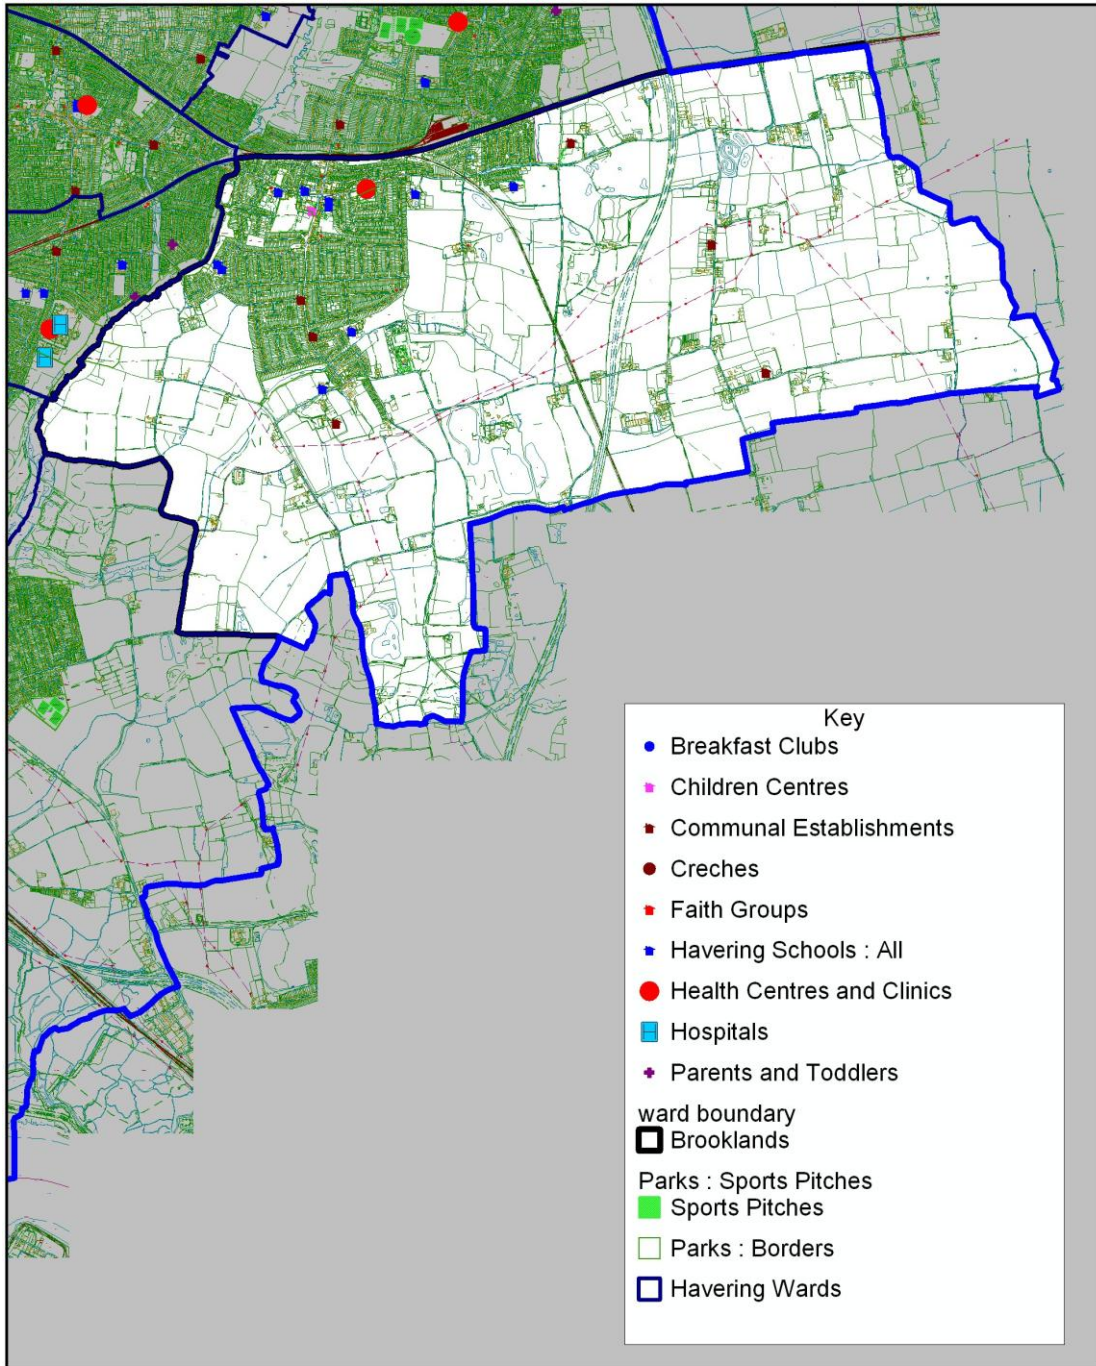 Key
Breakfast Clubs
Children Centres
Communal Establishments
Creches
Faith Groups
Havering Schools : All
Health Centres and Clinics
Hospitals
Parents and Toddlers
ward boundary
Brooklands
Parks : Sports Pitches
Sports Pitches
Parks : Borders
Havering Wards